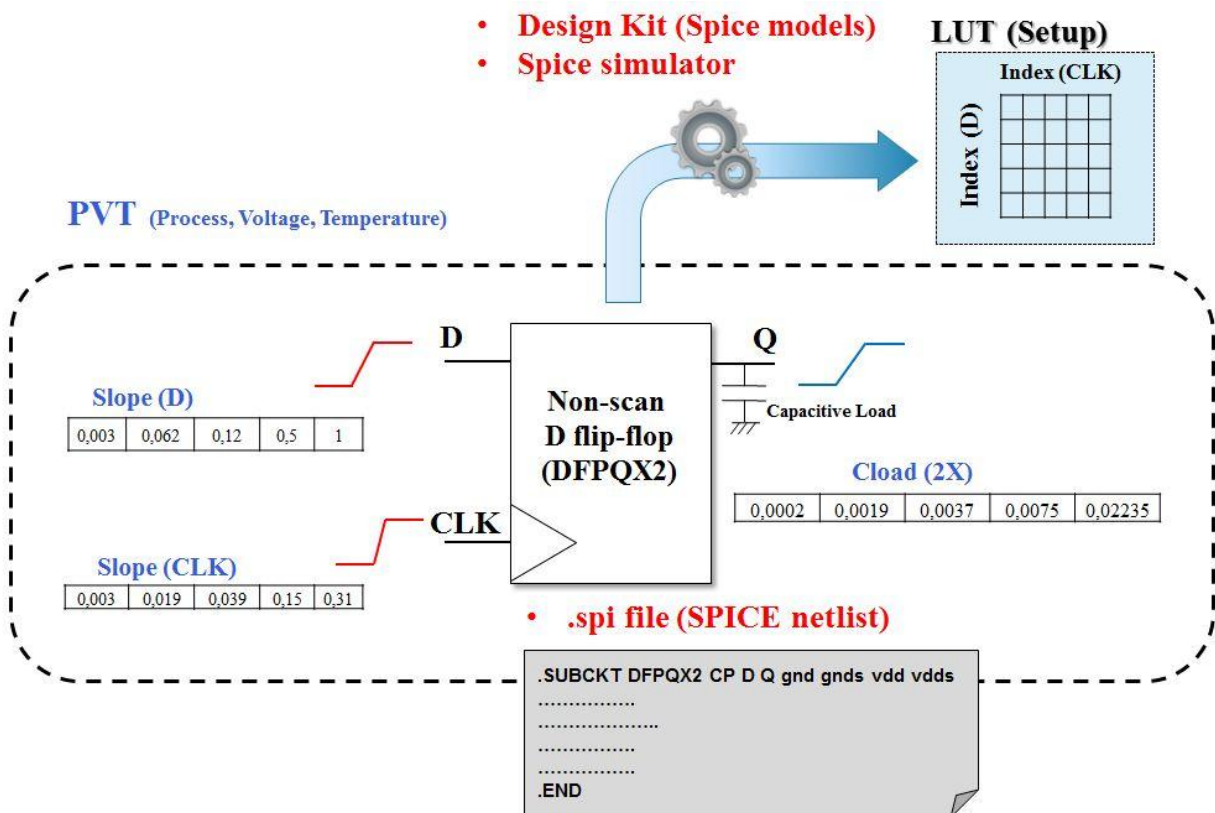 • Design Kit (Spice models)
• Spice simulator
LUT (Setup)
Index (CLK)
Index (D)
PVT (Process, Voltage, Temperature)
D
Q
Slope (D)
0,003 0,062 0,12 0,5 1
Non-scan
D flip-flop
(DFPQX2)
Capacitive Load
Cload (2X)
0,0002 0,0019 0,0037 0,0075 0,02235
CLK
Slope (CLK)
0,003 0,019 0,039 0,15 0,31
• .spi file (SPICE netlist)
.SUBCKT DFPQX2 CP D Q gnd gnds vdd vdds
................
....................
................
................
.END